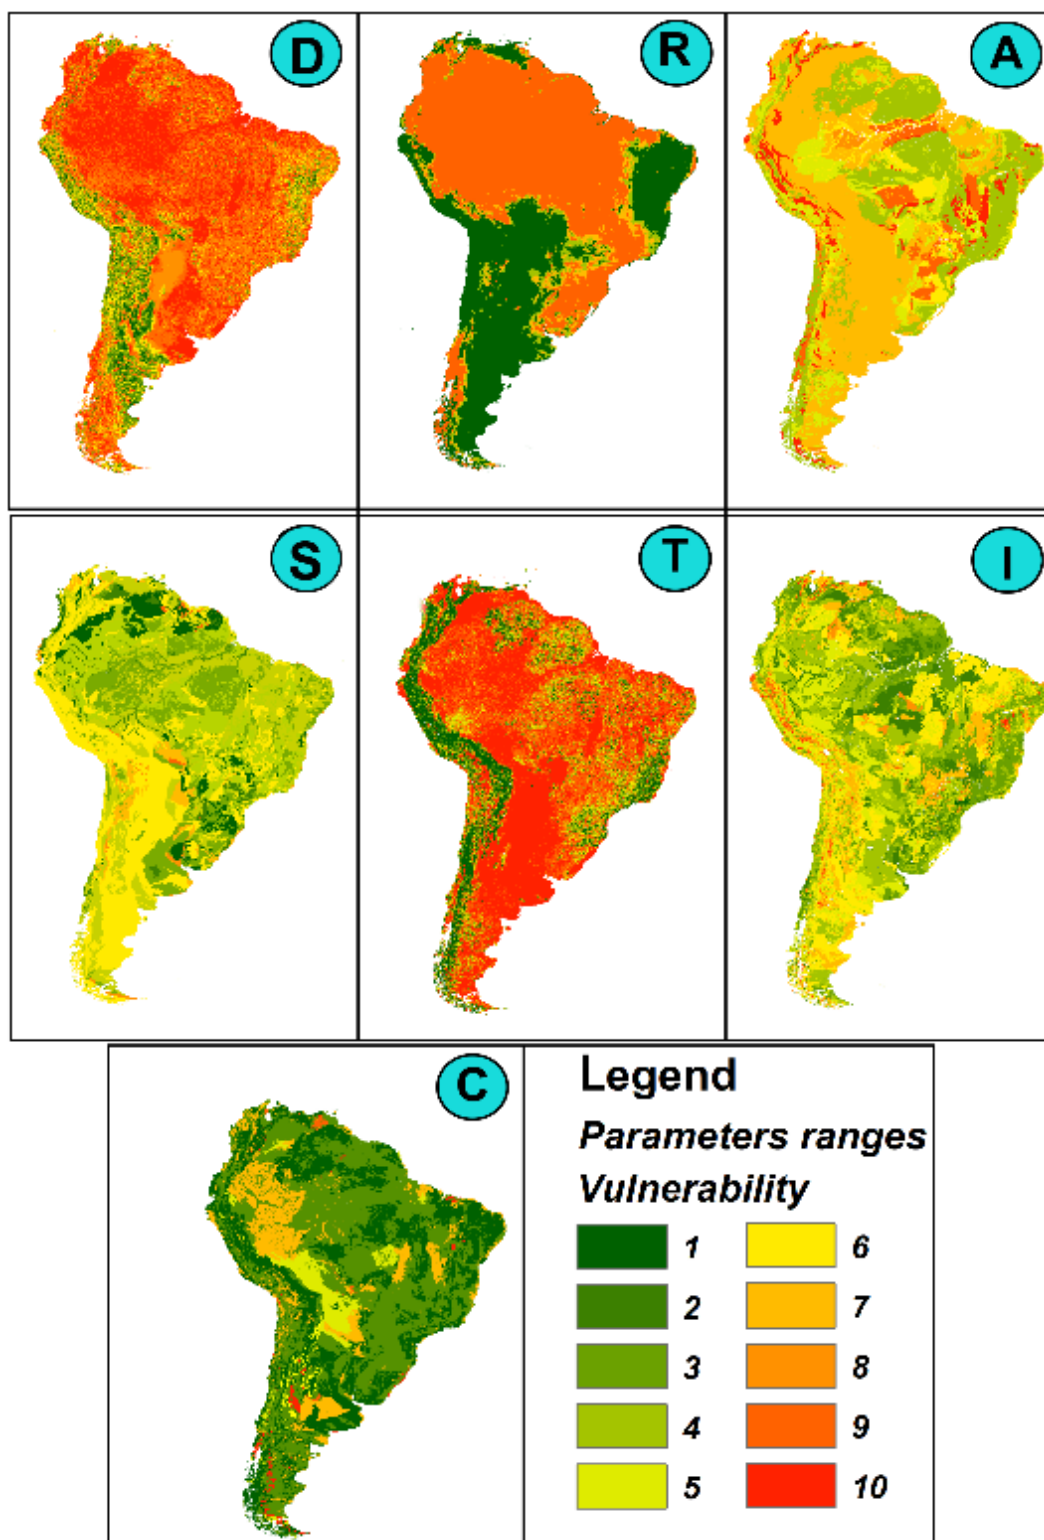 D
R
A
S
T
I
C
Legend
Parameters ranges
Vulnerability
1 6
2 7
3 8
4 9
5 10